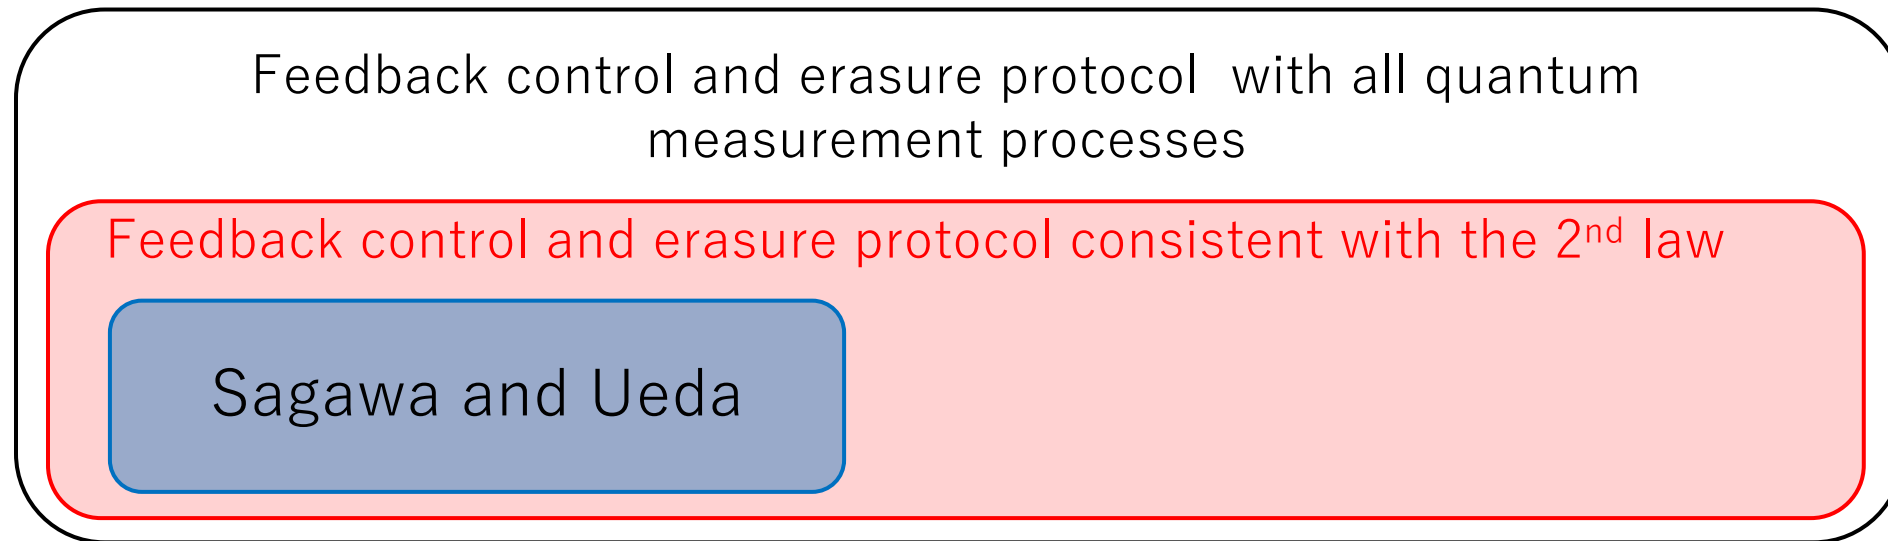 Feedback control and erasure protocol  with all quantum
measurement processes
Feedback control and erasure protocol consistent with the 2nd law
Sagawa and Ueda